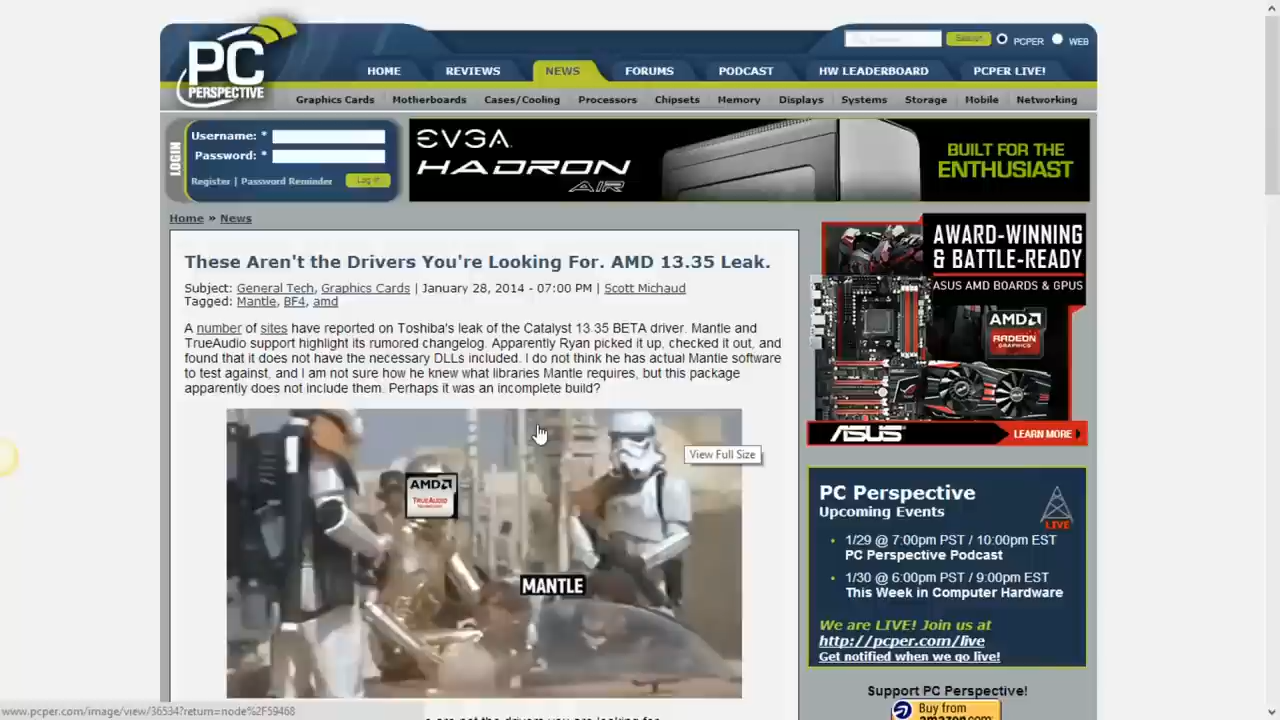 PC
PERSPECTIVE
PCPER
WEB
HOME
REVIEWS
NEWS
FORUMS
PODCAST
HW LEADERBOARD
PCPER LIVE!
Graphics Cards
Motherboards
Cases/Cooling
Processors
Chipsets
Memory
Displays
Systems
Storage
Mobile
Networking
LOGIN
Username: *
Password: *
Register | Password Reminder
Log in
EVGA
HADRON
AIR
BUILT FOR THE
ENTHUSIAST
Home » News
These Aren't the Drivers You're Looking For. AMD 13.35 Leak.
Subject: General Tech, Graphics Cards | January 28, 2014 - 07:00 PM | Scott Michaud
Tagged: Mantle, BF4, amd
A number of sites have reported on Toshiba's leak of the Catalyst 13 35 BETA driver. Mantle and
TrueAudio support highlight its rumored changelog. Apparently Ryan picked it up, checked it out, and
found that it does not have the necessary DLLs included. I do not think he has actual Mantle software
to test against, and I am not sure how he knew what libraries Mantle requires, but this package
apparently does not include them. Perhaps it was an incomplete build?
AMD
TRUEAUDIO
MANTLE
View Full Size
AWARD-WINNING
& BATTLE-READY
ASUS AMD BOARDS & GPUS
AMD
RADEON
GRAPHICS
ASUS
LEARN MORE
PC Perspective
Upcoming Events
LIVE
1/29 @ 7:00pm PST / 10:00pm EST
PC Perspective Podcast
1/30 @ 6:00pm PST / 9:00pm EST
This Week in Computer Hardware
We are LIVE! Join us at
http://pcper.com/live
Get notified when we go live!
Support PC Perspective!
Buy from
amazon.com
www.pcper.com/image/view/36534?return=node%2F59468
e are not the drivers you are looking for